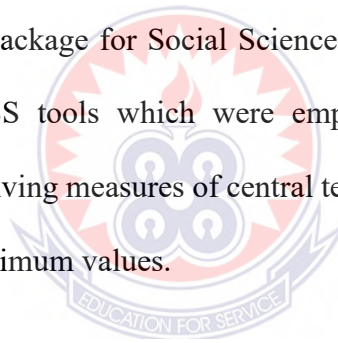 ackage for Social Science
S tools which were emp
ving measures of central te
imum values.
EDUCATION FOR SERVICE